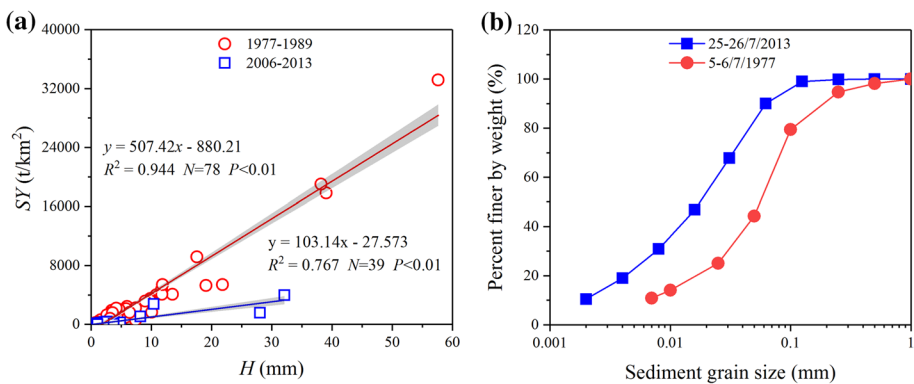 (a)
40000
32000
24000
16000
8000
0
SY (t/km²)
1977-1989
2006-2013
y = 507.42x - 880.21
R² = 0.944 N=78 P<0.01
y = 103.14x - 27.573
R² = 0.767 N=39 P<0.01
0 10 20 30 40 50 60
H (mm)
(b)
120
100
80
60
40
20
0
Percent finer by weight (%)
25-26/7/2013
5-6/7/1977
0.001 0.01 0.1 1
Sediment grain size (mm)